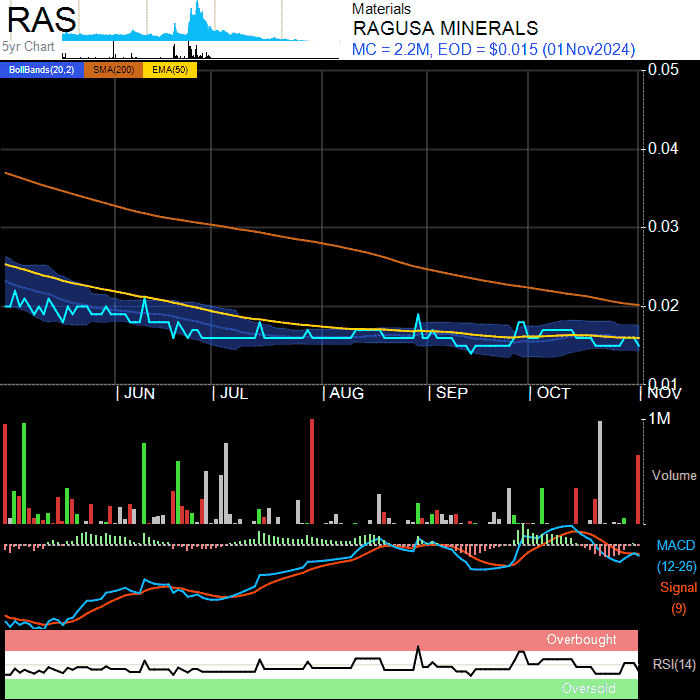 RAS
5yr Chart
Materials
RAGUSA MINERALS
MC = 2.2M, EOD = $0.015 (01Nov2024)
BollBands(20,2) SMA(200) EMA(50)
0.05
0.04
0.03
0.02
0.01
JUN JUL AUG SEP OCT NOV
1M
Volume
MACD
(12-26)
Signal
(9)
Overbought
RSI(14)
Oversold